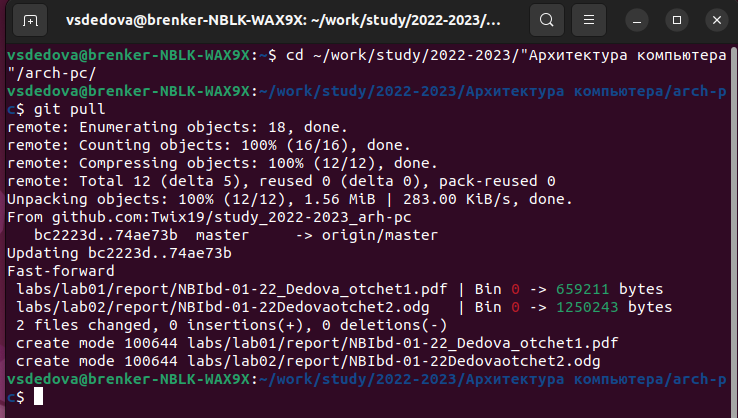 vsdedova@brenker-NBLK-WAX9X: ~/work/study/2022-2023/...
vsdedova@brenker-NBLK-WAX9X:~$ cd ~/work/study/2022-2023/"Архитектура компьютера
"/arch-pc/
vsdedova@brenker-NBLK-WAX9X:~/work/study/2022-2023/Архитектура компьютера/arch-p
c$ git pull
remote: Enumerating objects: 18, done.
remote: Counting objects: 100% (16/16), done.
remote: Compressing objects: 100% (12/12), done.
remote: Total 12 (delta 5), reused 0 (delta 0), pack-reused 0
Unpacking objects: 100% (12/12), 1.56 MiB | 283.00 KiB/s, done.
From github.com:Twix19/study_2022-2023_arh-pc
   bc2223d..74ae73b  master     -> origin/master
Updating bc2223d..74ae73b
Fast-forward
 labs/lab01/report/NBIbd-01-22_Dedova_otchet1.pdf | Bin 0 -> 659211 bytes
 labs/lab02/report/NBIbd-01-22Dedovaotchet2.odg   | Bin 0 -> 1250243 bytes
 2 files changed, 0 insertions(+), 0 deletions(-)
 create mode 100644 labs/lab01/report/NBIbd-01-22_Dedova_otchet1.pdf
 create mode 100644 labs/lab02/report/NBIbd-01-22Dedovaotchet2.odg
vsdedova@brenker-NBLK-WAX9X:~/work/study/2022-2023/Архитектура компьютера/arch-p
c$